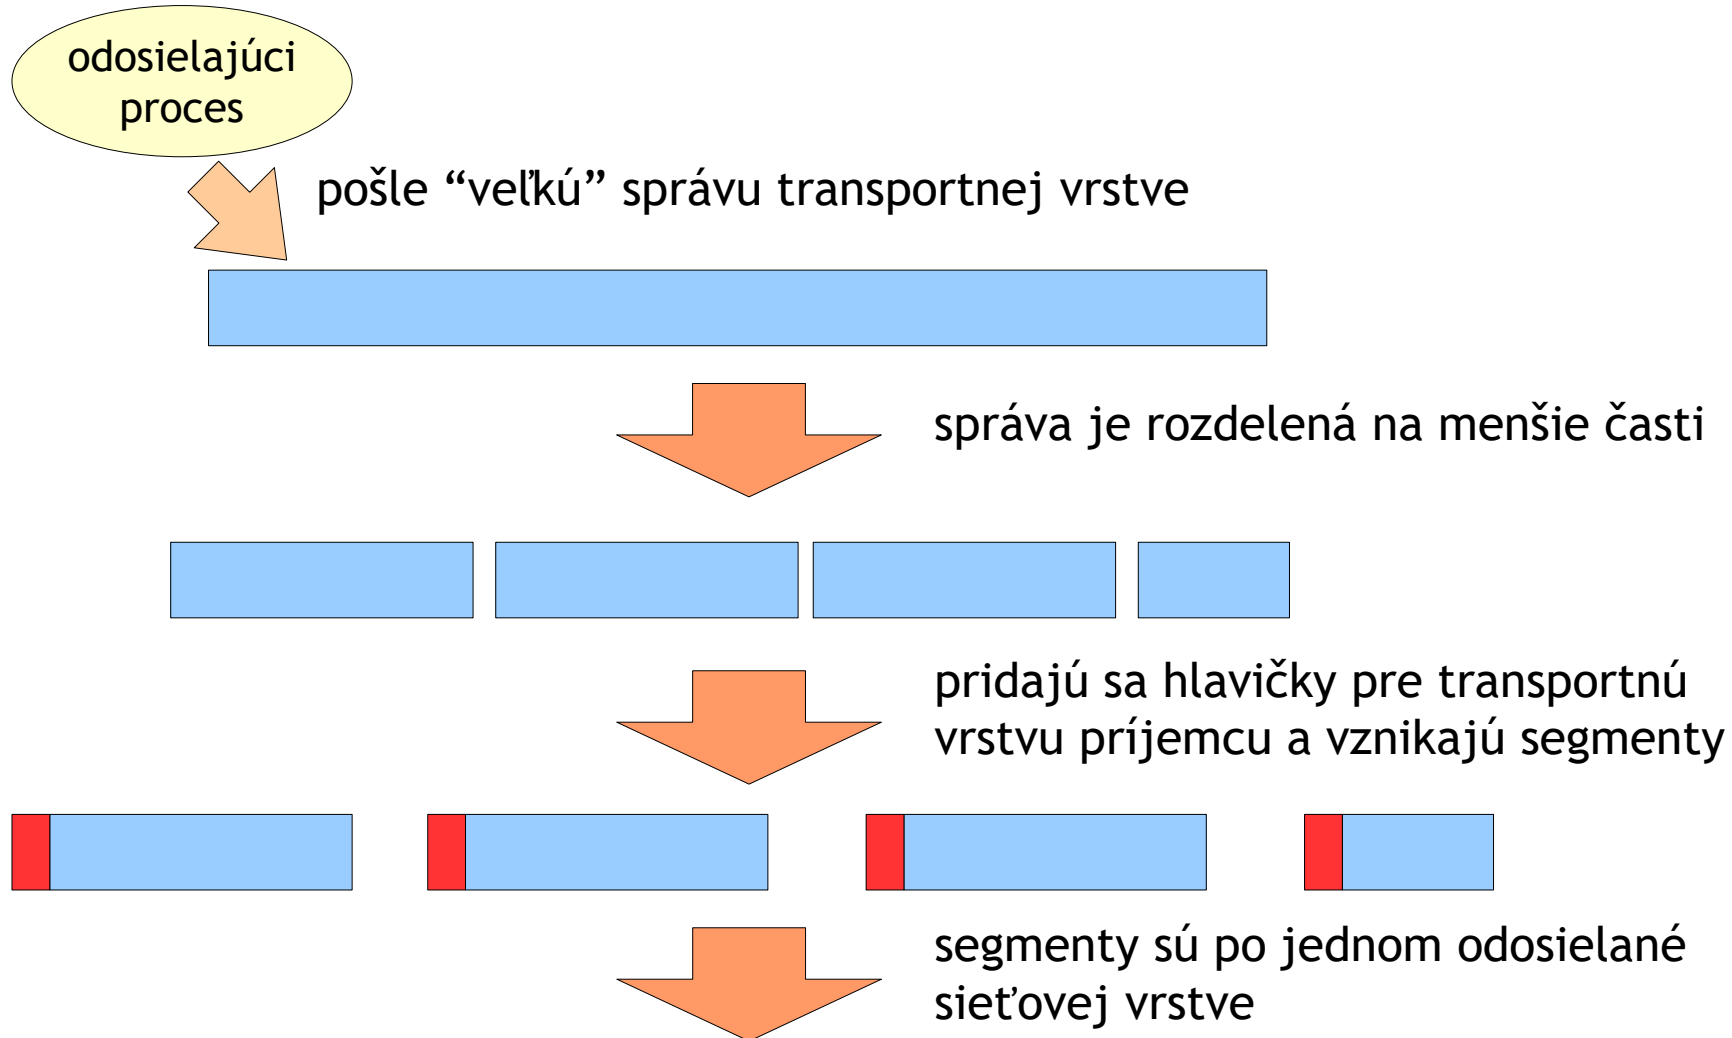 odosielajúci
proces
pošle “veľkú” správu transportnej vrstve
správa je rozdelená na menšie časti
pridajú sa hlavičky pre transportnú
vrstvu príjemcu a vznikajú segmenty
segmenty sú po jednom odosielané
sieťovej vrstve